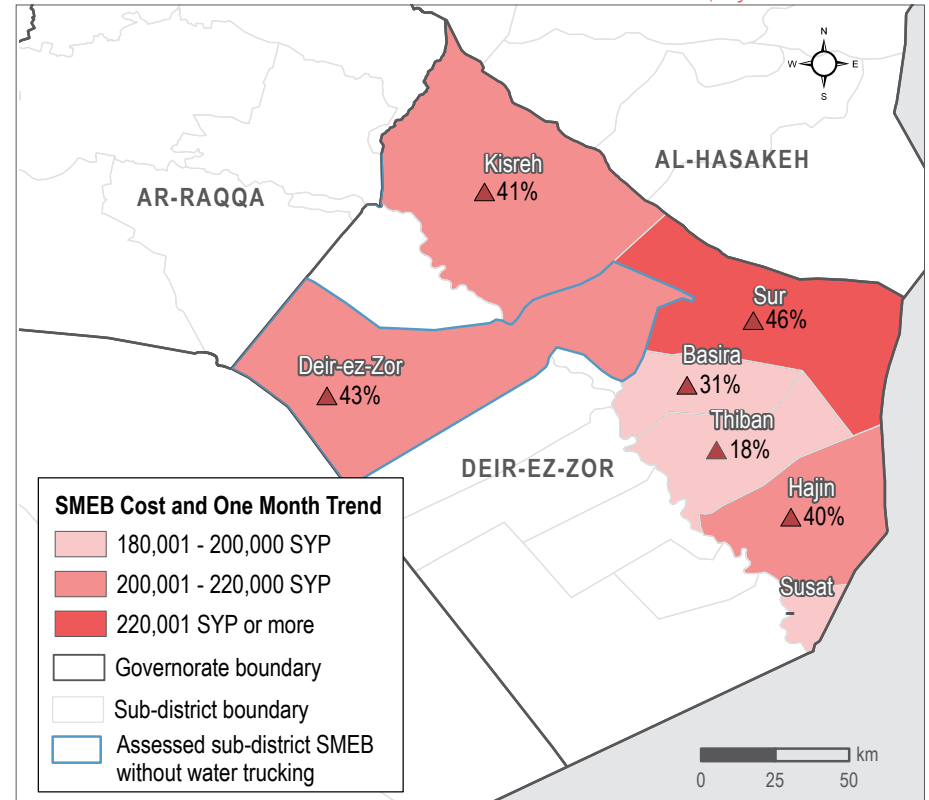 N
W E
S
Kisreh
▲ 41%
AL-HASAKEH
AR-RAQQA
Sur
▲ 46%
Basira
▲ 31%
Deir-ez-Zor
▲ 43%
Thiban
▲ 18%
DEIR-EZ-ZOR
Hajin
▲ 40%
Susat
-
SMEB Cost and One Month Trend
180,001 - 200,000 SYP
200,001 - 220,000 SYP
220,001 SYP or more
Governorate boundary
Sub-district boundary
Assessed sub-district SMEB
without water trucking
km
0 25 50